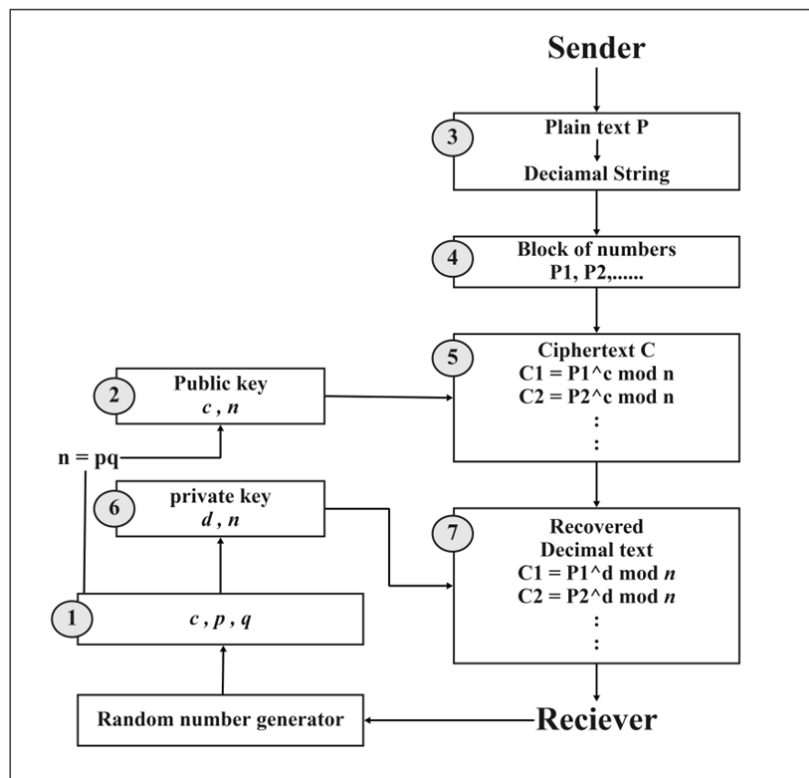 Sender
3
Plain text P
Deciamal String
4
Block of numbers
P1, P2,......
5
Ciphertext C
C1 = P1^c mod n
C2 = P2^c mod n
:
:
2
Public key
c , n
n = pq
6
private key
d , n
7
Recovered
Decimal text
C1 = P1^d mod n
C2 = P2^d mod n
:
:
1
c , p , q
Random number generator
Reciever